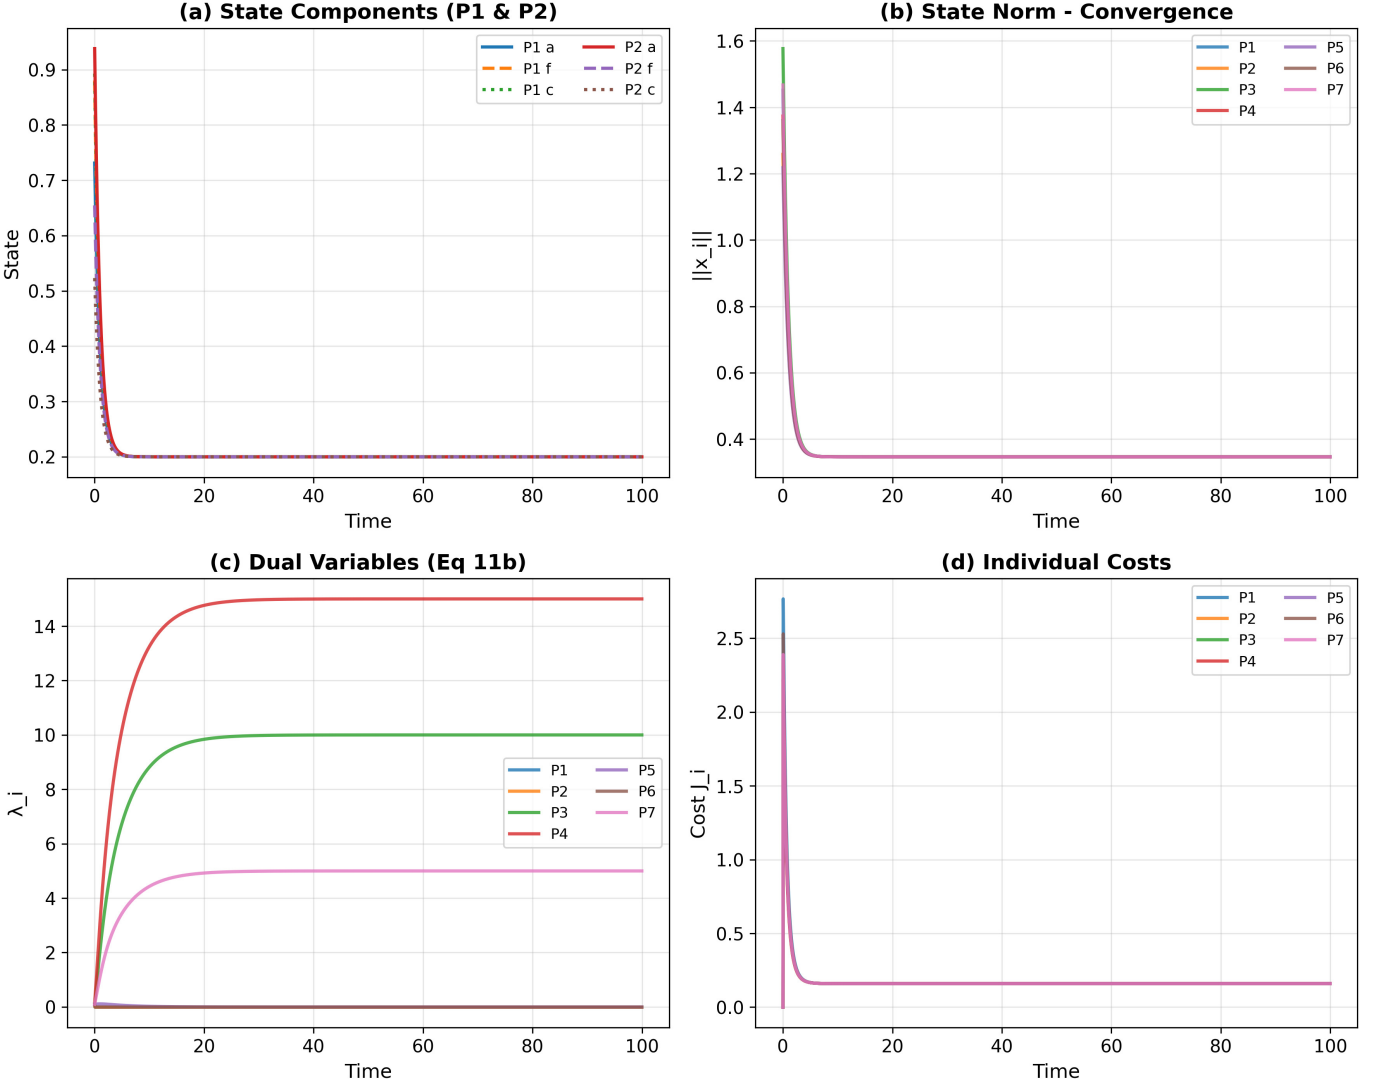 (a) State Components (P1 & P2)
State
0.9
0.8
0.7
0.6
0.5
0.4
0.3
0.2
P1 a
P1 f
P1 c
P2 a
P2 f
P2 c
0 20 40 60 80 100
Time
(b) State Norm - Convergence
||x_i||
1.6
1.4
1.2
1.0
0.8
0.6
0.4
P1
P2
P3
P4
P5
P6
P7
0 20 40 60 80 100
Time
(c) Dual Variables (Eq 11b)
λ_i
14
12
10
8
6
4
2
0
P1
P2
P3
P4
P5
P6
P7
0 20 40 60 80 100
Time
(d) Individual Costs
Cost J_i
2.5
2.0
1.5
1.0
0.5
0.0
P1
P2
P3
P4
P5
P6
P7
0 20 40 60 80 100
Time